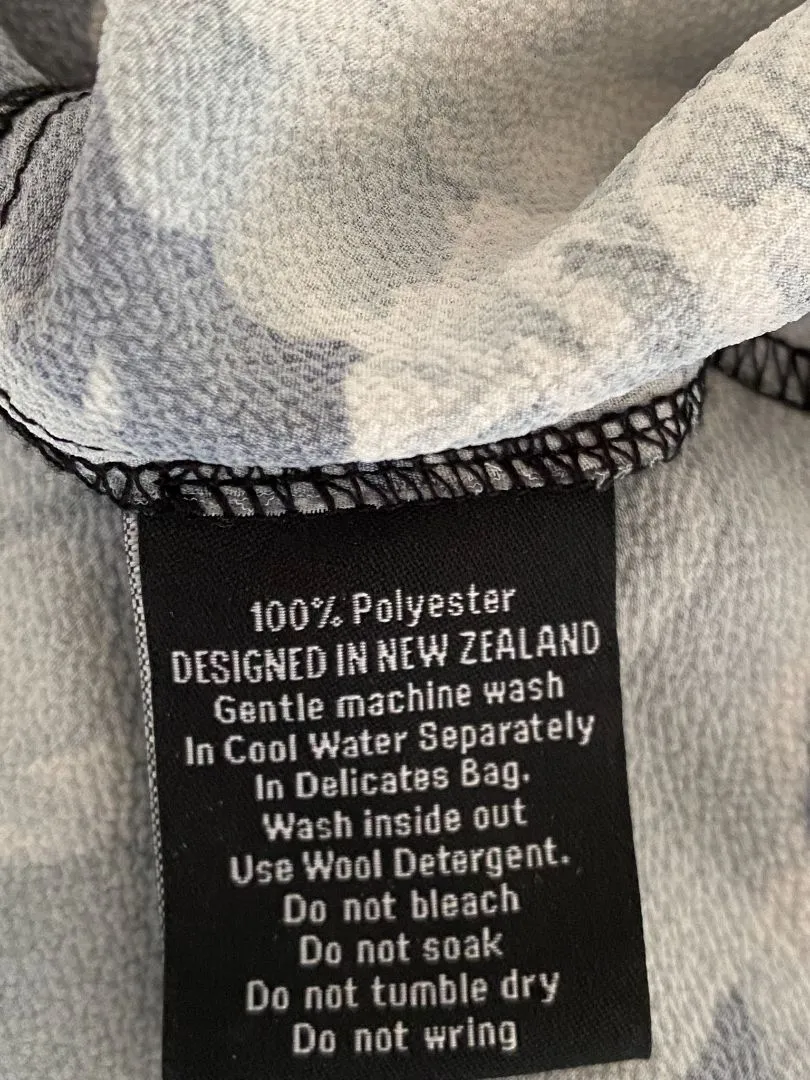 100% Polyester
DESIGNED IN NEW ZEALAND
Gentle machine wash
In Cool Water Separately
In Delicates Bag.
Wash inside out
Use Wool Detergent.
Do not bleach
Do not soak
Do not tumble dry
Do not wring